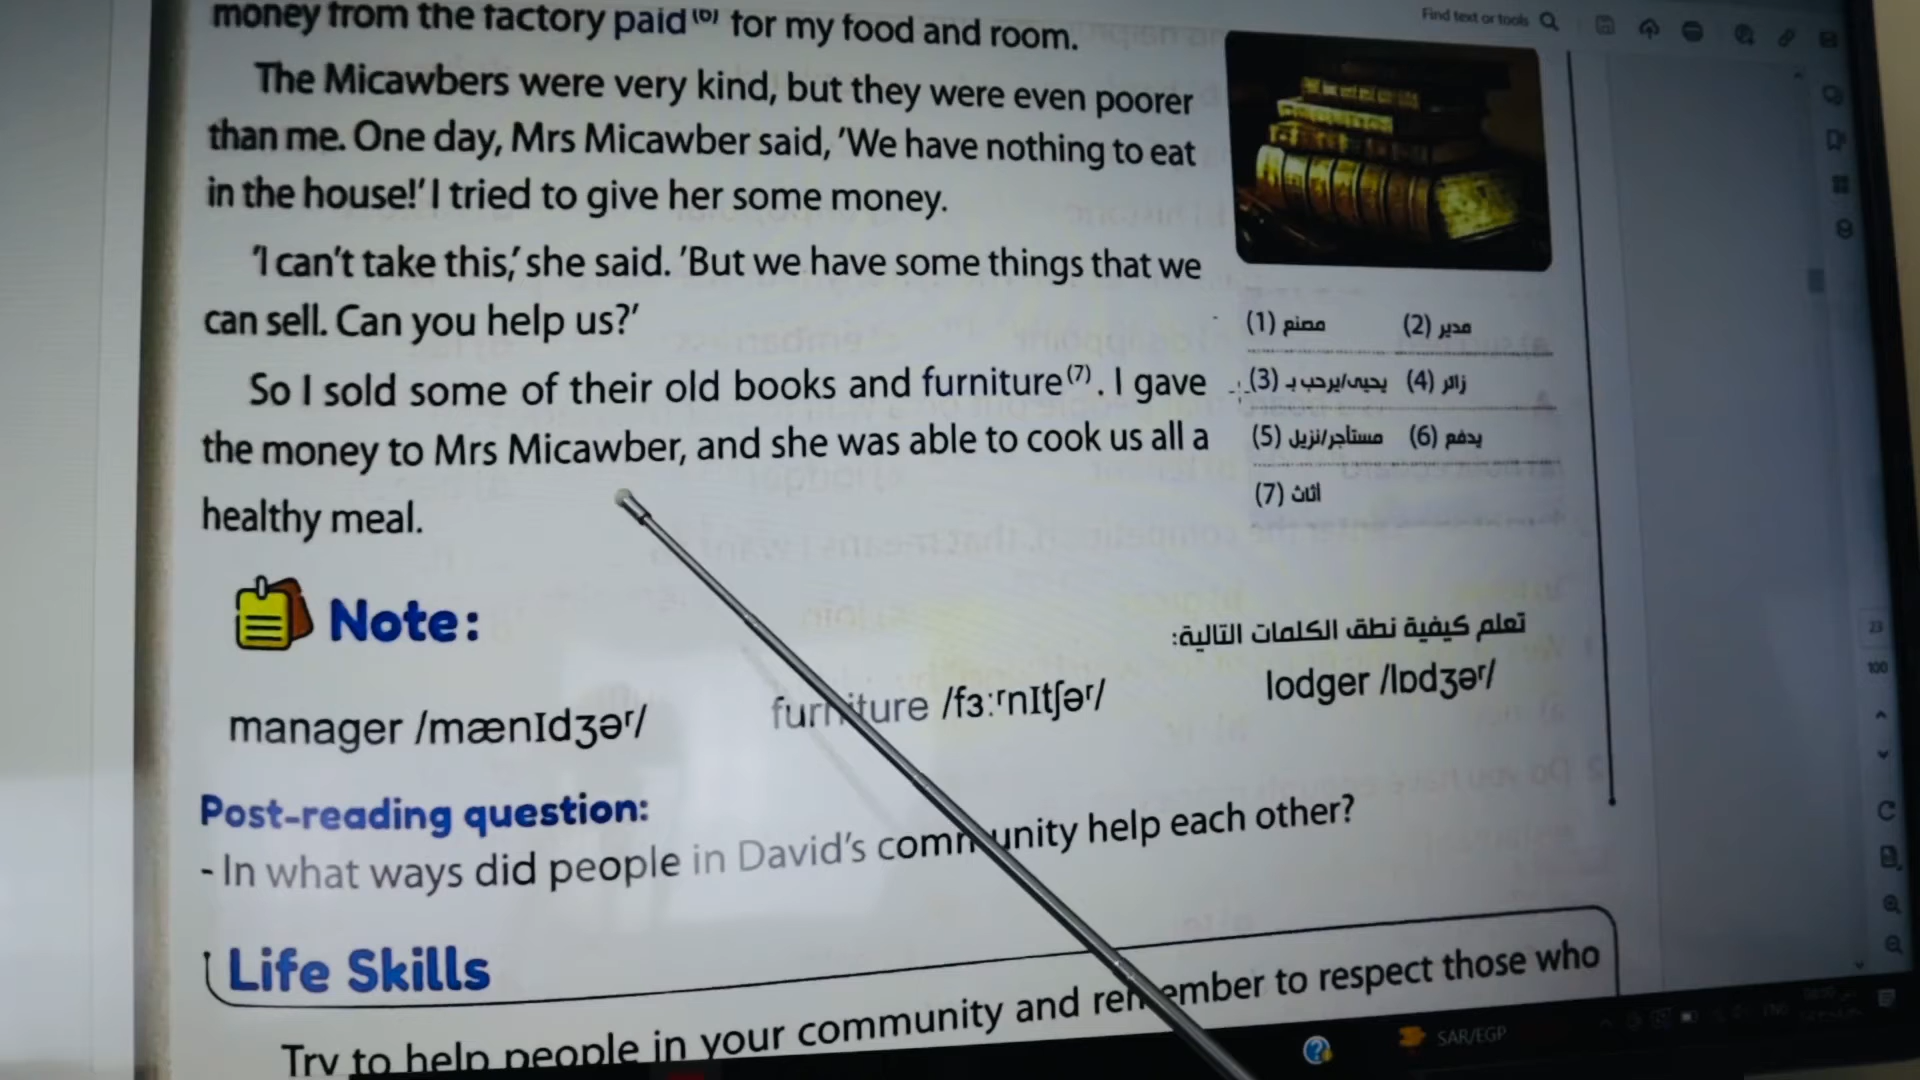 money from the factory paid⁽⁶⁾ for my food and room.
The Micawbers were very kind, but they were even poorer
than me. One day, Mrs Micawber said, 'We have nothing to eat
in the house!' I tried to give her some money.
'I can't take this,' she said. 'But we have some things that we
can sell. Can you help us?'
So I sold some of their old books and furniture⁽⁷⁾. I gave
the money to Mrs Micawber, and she was able to cook us all a
healthy meal.
Find text or tools
(1) مصنع (2) مدير
(3) يحيي/يرحب بـ (4) زائر
(5) مستأجر/نزيل (6) يدفع
(7) أثاث
Note:
تعلم كيفية نطق الكلمات التالية:
manager /mænIdʒəʳ/ furniture /fɜːʳnItʃəʳ/ lodger /lɒdʒəʳ/
Post-reading question:
- In what ways did people in David's community help each other?
Life Skills
Try to help people in your community and remember to respect those who
23
100
SAR/EGP
ENG